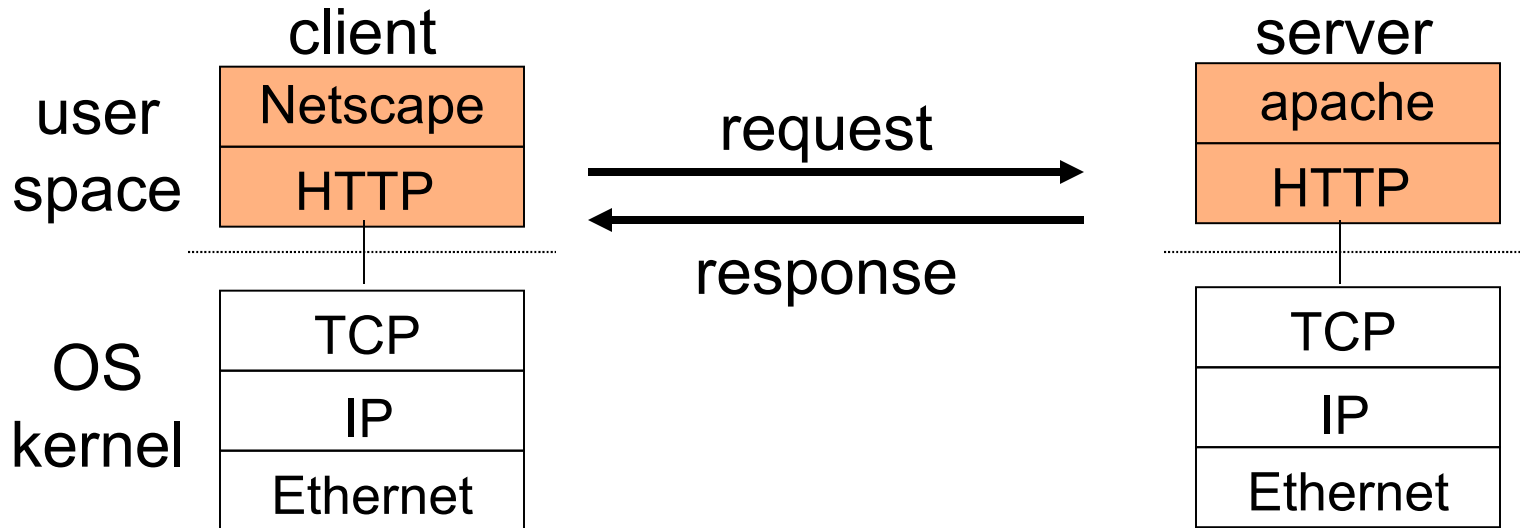 client
server
user
space
Netscape
HTTP
request
response
apache
HTTP
OS
kernel
TCP
IP
Ethernet
TCP
IP
Ethernet